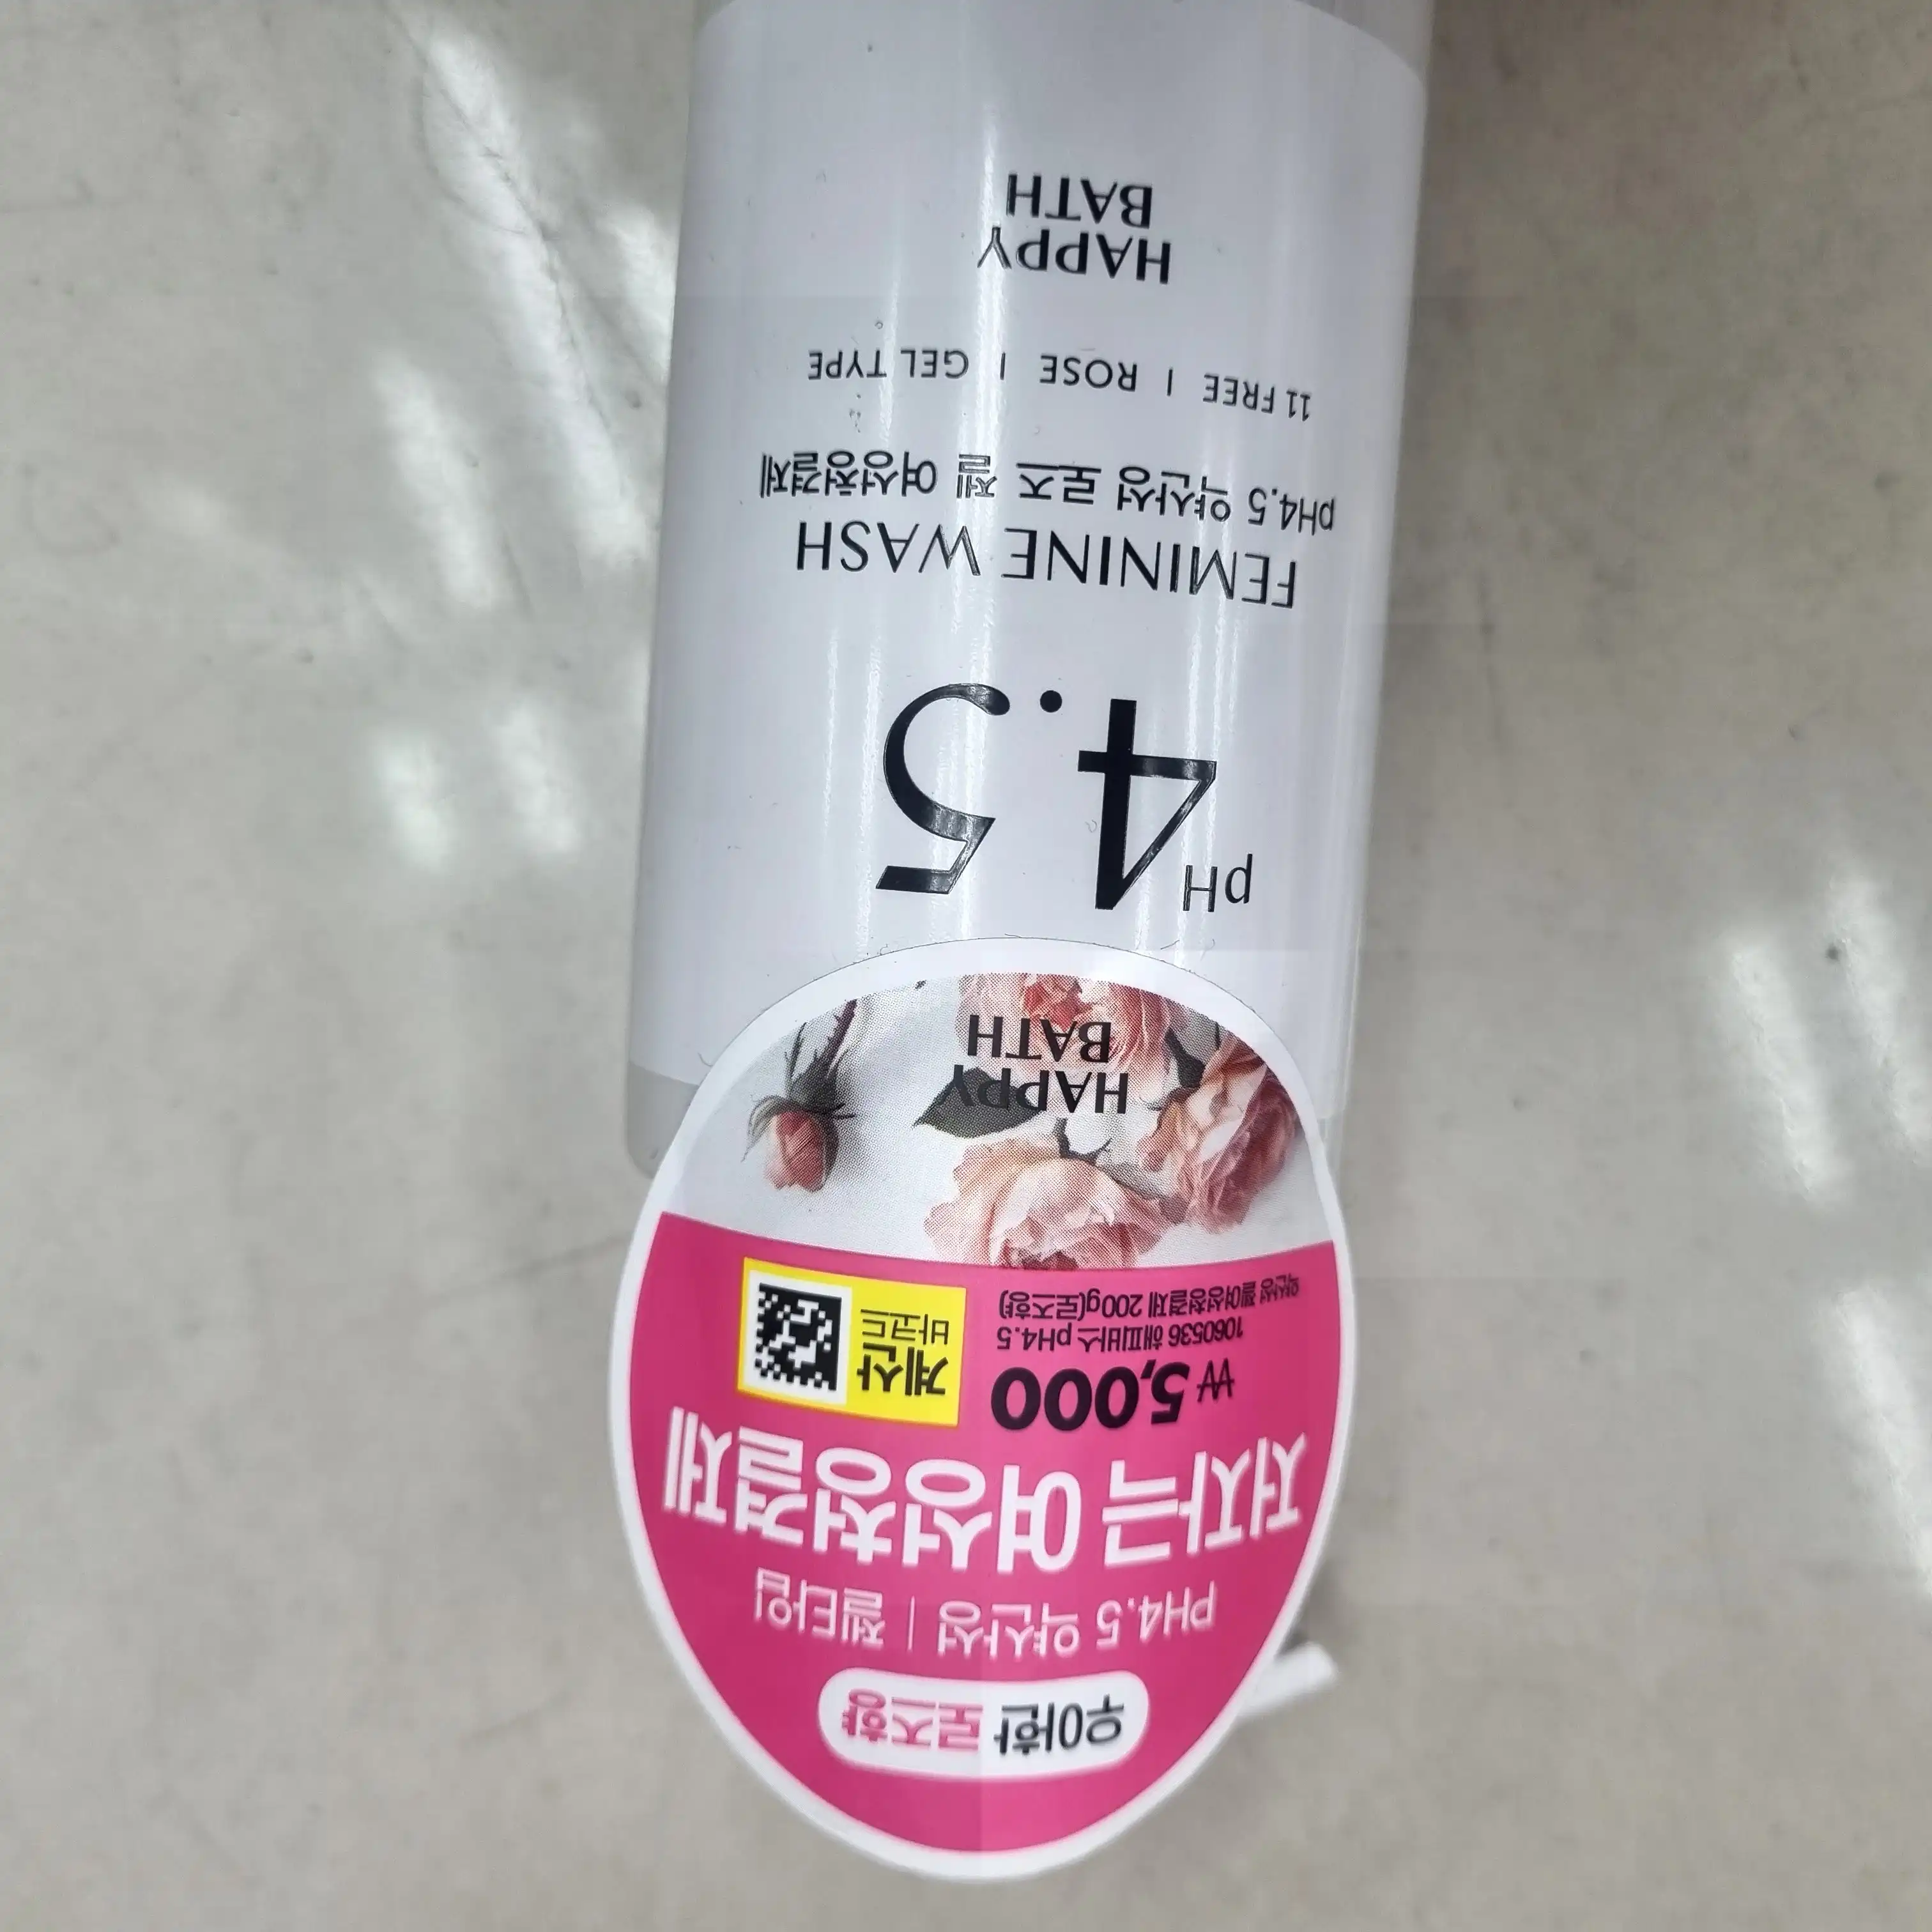 우아한 로즈향
PH4.5 약산성 | 젤타입
저자극 여성청결제
₩5,000
1060536 해피바스 pH4.5
약산성 젤여성청결제 200g(로즈향)
계산
바코드
HAPPY
BATH
pH
4.5
FEMININE WASH
pH4.5 약산성 로즈 젤 여성청결제
11 FREE | ROSE | GEL TYPE
HAPPY
BATH